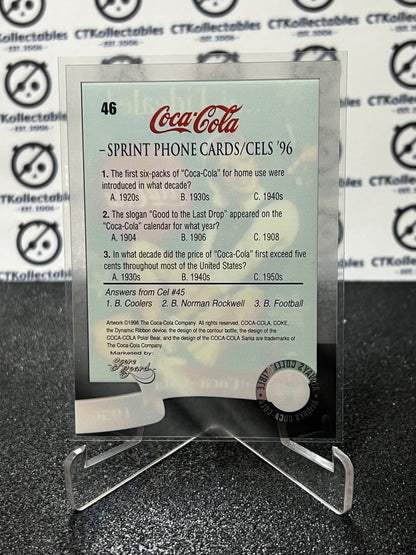 CTKollectables
EST. 2006
46
Coca-Cola
–SPRINT PHONE CARDS/CELS '96
1. The first six-packs of "Coca-Cola" for home use were
introduced in what decade?
A. 1920s B. 1930s C. 1940s
2. The slogan "Good to the Last Drop" appeared on
the "Coca-Cola" calendar for what year?
A. 1904 B. 1906 C. 1908
3. In what decade did the price of "Coca-Cola" first exceed five
cents throughout most of the United States?
A. 1930s B. 1940s C. 1950s
Answers from Cel #45
1. B. Coolers 2. B. Norman Rockwell 3. B. Football
Artwork ©1996 The Coca-Cola Company. All rights reserved. COCA-COLA, COKE,
the Dynamic Ribbon device, the design of the contour bottle, the design of
the COCA-COLA Polar Bear, and the design of the COCA-COLA Santa are trademarks of
The Coca-Cola Company.
Marketed by:
Score Board